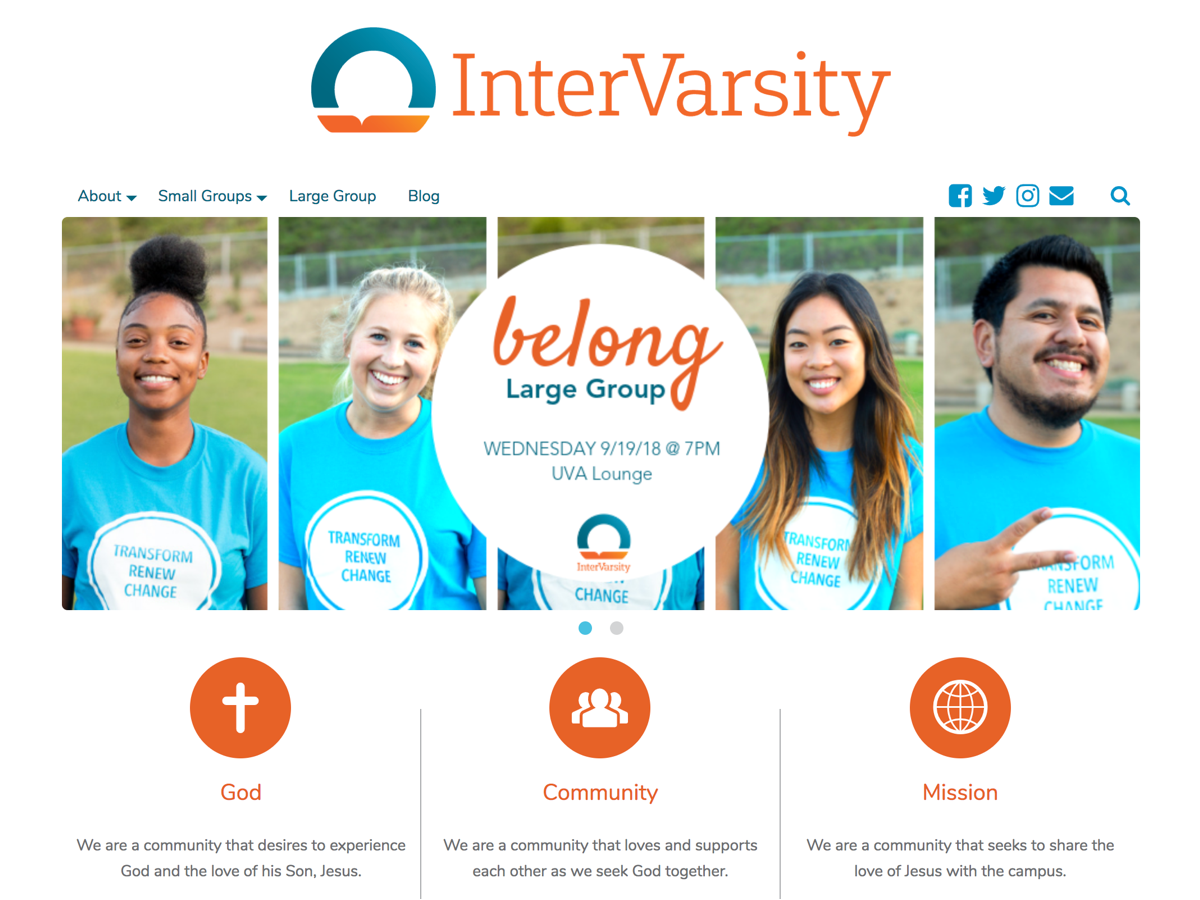 InterVarsity
About
Small Groups
Large Group
Blog
belong
Large Group
WEDNESDAY 9/19/18 @ 7PM
UVA Lounge
InterVarsity
TRANSFORM
RENEW
CHANGE
TRANSFORM
RENEW
CHANGE
CHANGE
TRANSFORM
RENEW
CHANGE
NSFORM
RENEW
CHANGE
God
We are a community that desires to experience
God and the love of his Son, Jesus.
Community
We are a community that loves and supports
each other as we seek God together.
Mission
We are a community that seeks to share the
love of Jesus with the campus.